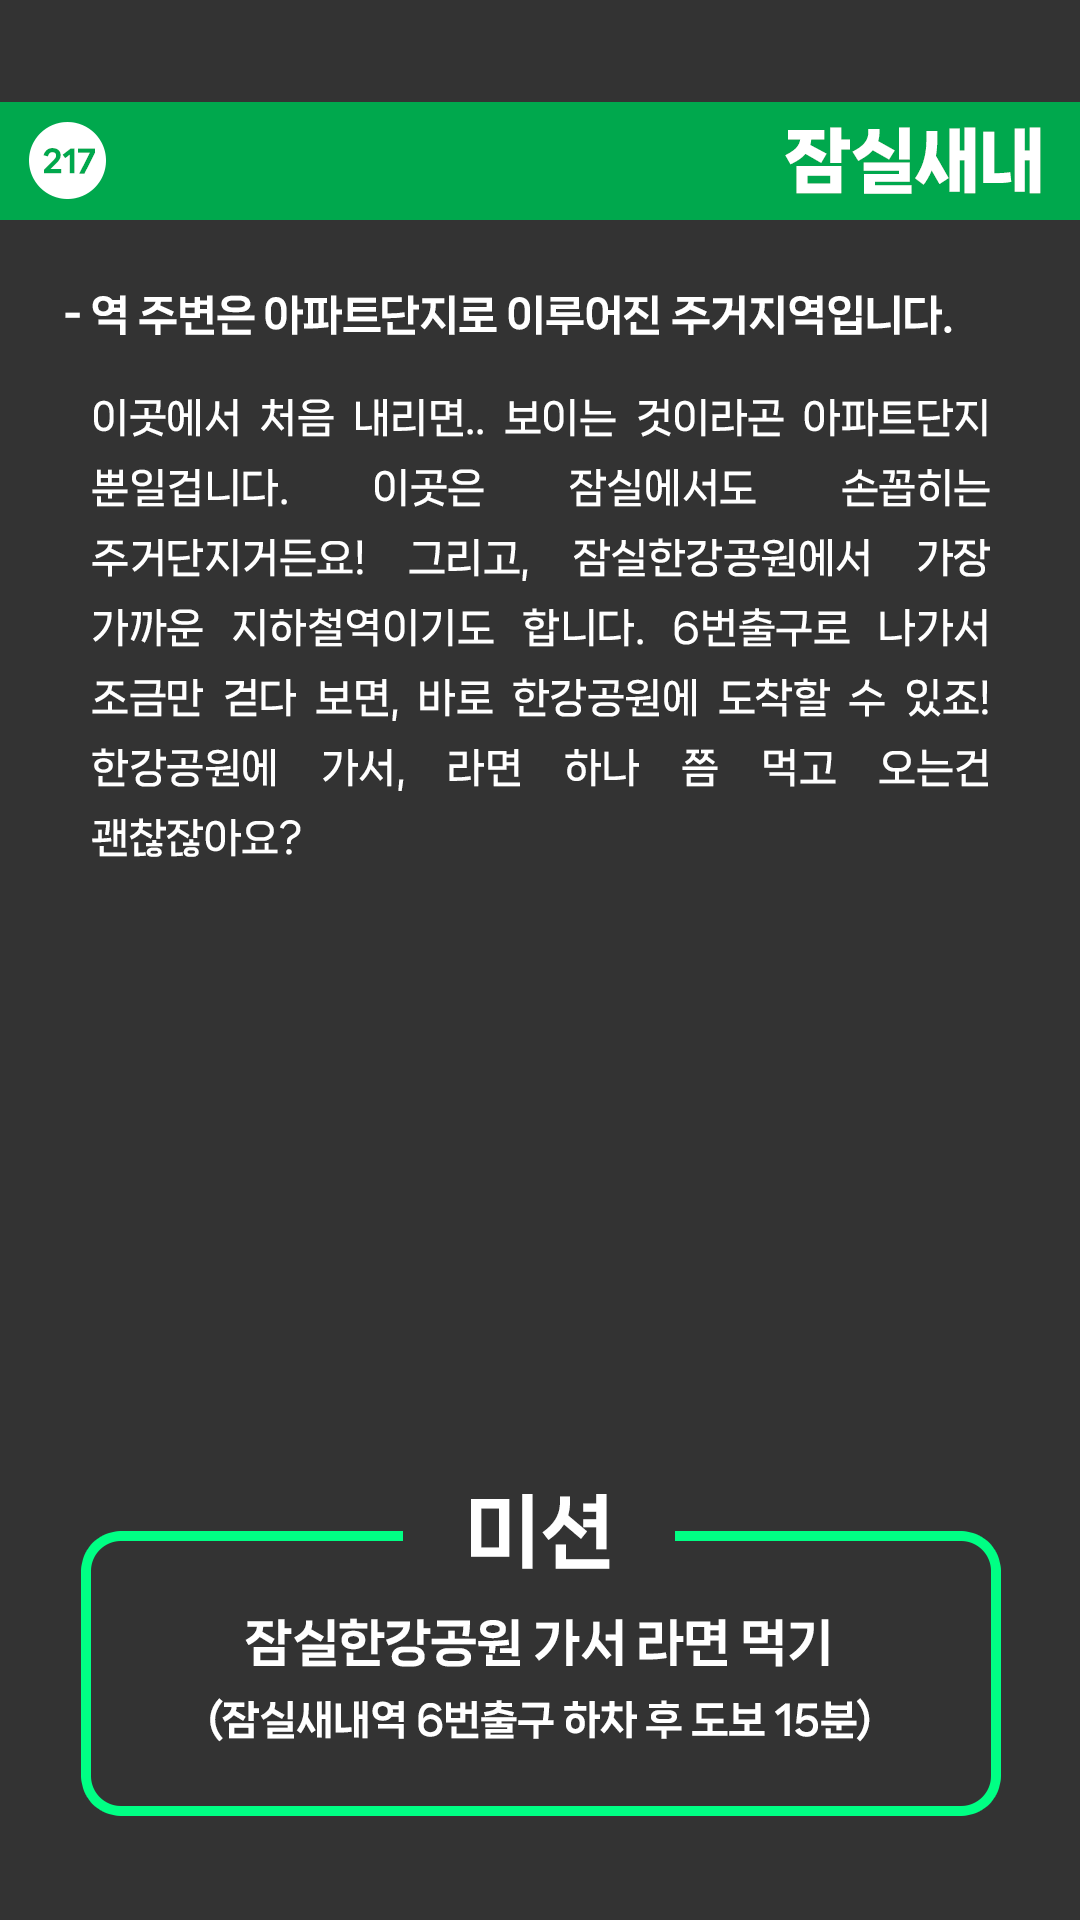 217
잠실새내
- 역 주변은 아파트단지로 이루어진 주거지역입니다.
이곳에서 처음 내리면.. 보이는 것이라곤 아파트단지
뿐일겁니다. 이곳은 잠실에서도 손꼽히는
주거단지거든요! 그리고, 잠실한강공원에서 가장
가까운 지하철역이기도 합니다. 6번출구로 나가서
조금만 걷다 보면, 바로 한강공원에 도착할 수 있죠!
한강공원에 가서, 라면 하나 쯤 먹고 오는건
괜찮잖아요?
미션
잠실한강공원 가서 라면 먹기
(잠실새내역 6번출구 하차 후 도보 15분)